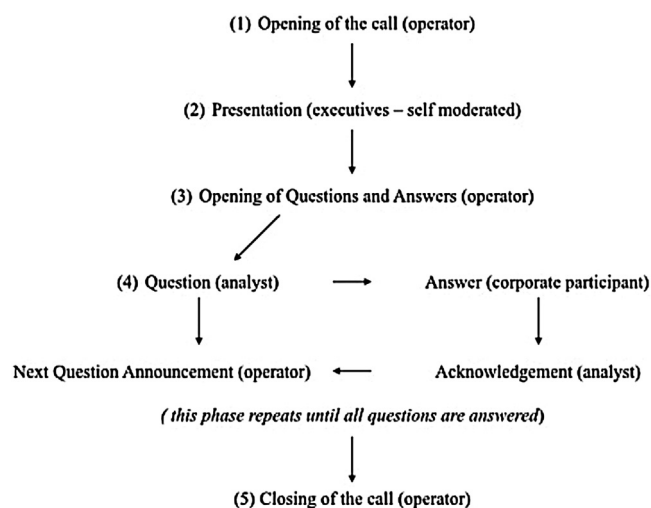 (1) Opening of the call (operator)
(2) Presentation (executives – self moderated)
(3) Opening of Questions and Answers (operator)
(4) Question (analyst)
Answer (corporate participant)
Next Question Announcement (operator)
Acknowledgement (analyst)
( this phase repeats until all questions are answered)
(5) Closing of the call (operator)